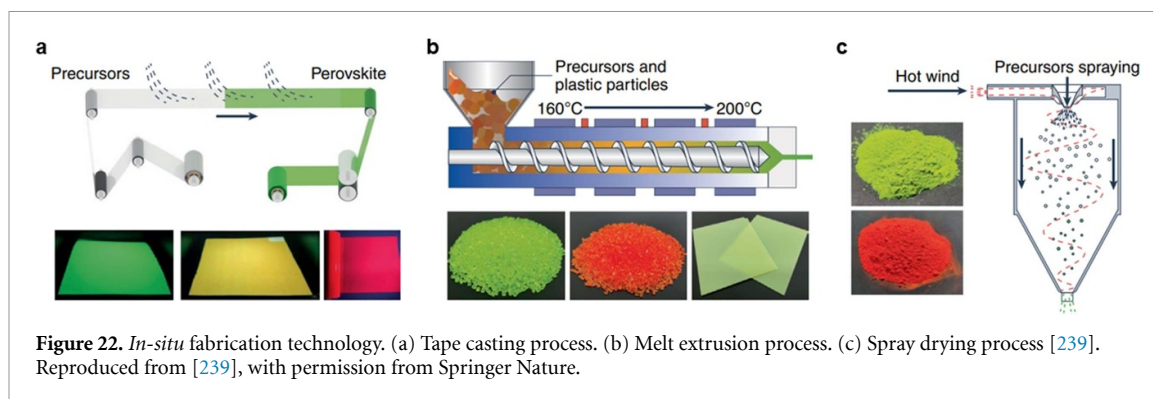 a
Precursors
Perovskite
b
Precursors and
plastic particles
160°C
200°C
c
Hot wind
Precursors spraying
Figure 22. In-situ fabrication technology. (a) Tape casting process. (b) Melt extrusion process. (c) Spray drying process [239].
Reproduced from [239], with permission from Springer Nature.